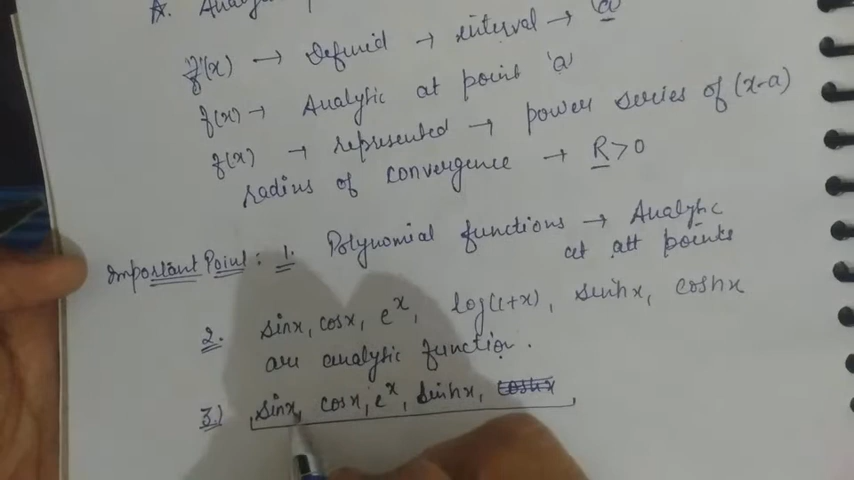 A. Analy
f(x) → Defined → interval → a
f(x) → Analytic at point 'a'
f(x) → represented → power series of (x-a)
radius of convergence → R>0
Important Point: 1. Polynomial functions → Analytic
at all points
2. sinx, cosx, e^x, log(1+x), sinhx, coshx
are analytic function.
3.) sinx, cosx, e^x, sinhx, coshx